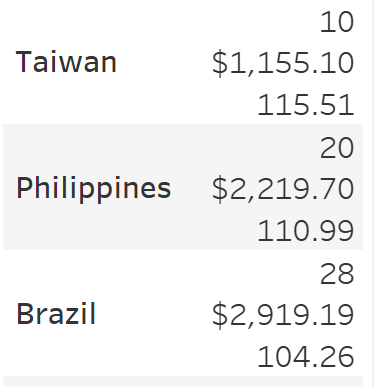 10
Taiwan $1,155.10
115.51
20
Philippines $2,219.70
110.99
28
Brazil $2,919.19
104.26